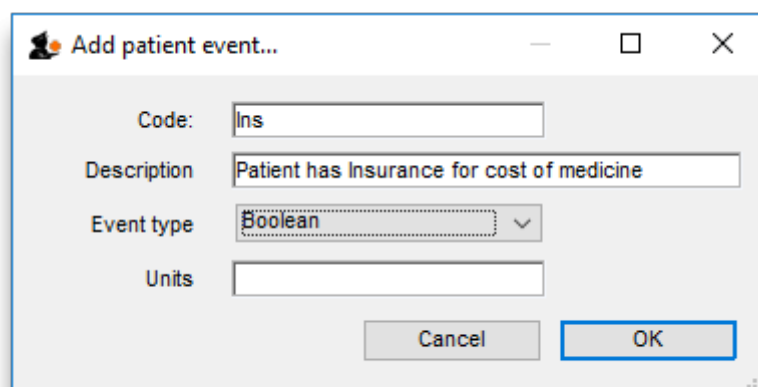 Add patient event...
Code: Ins
Description Patient has Insurance for cost of medicine
Event type Boolean
Units
Cancel OK